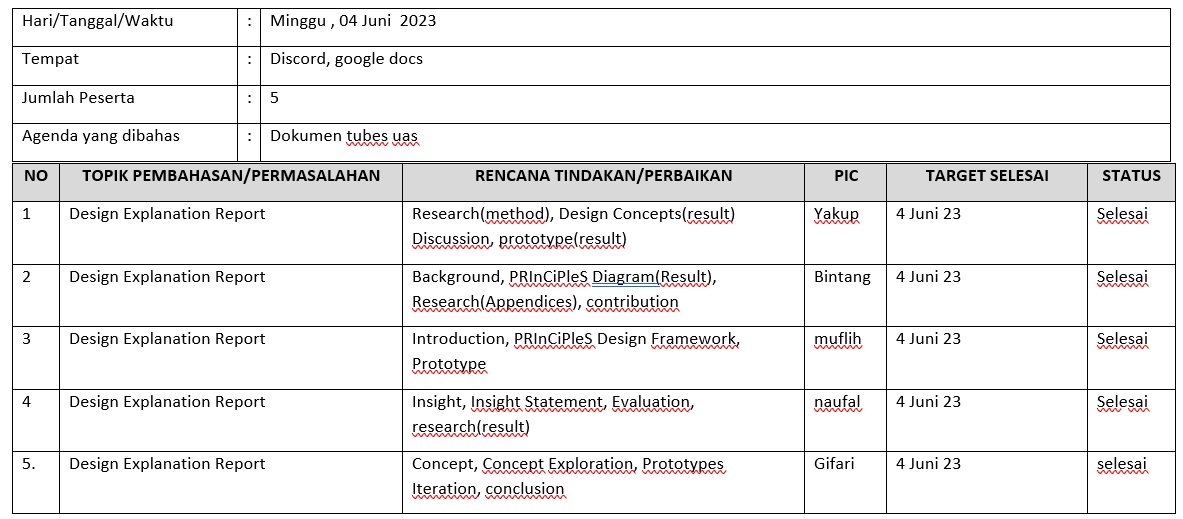 Hari/Tanggal/Waktu : Minggu , 04 Juni 2023
Tempat : Discord, google docs
Jumlah Peserta : 5
Agenda yang dibahas : Dokumen tubes uas
NO TOPIK PEMBAHASAN/PERMASALAHAN RENCANA TINDAKAN/PERBAIKAN PIC TARGET SELESAI STATUS
1 Design Explanation Report Research(method), Design Concepts(result) Yakup 4 Juni 23 Selesai
Discussion, prototype(result)
2 Design Explanation Report Background, PRInCiPleS Diagram(Result), Bintang 4 Juni 23 Selesai
Research(Appendices), contribution
3 Design Explanation Report Introduction, PRInCiPleS Design Framework, muflih 4 Juni 23 Selesai
Prototype
4 Design Explanation Report Insight, Insight Statement, Evaluation, naufal 4 Juni 23 Selesai
research(result)
5. Design Explanation Report Concept, Concept Exploration, Prototypes Gifari 4 Juni 23 selesai
Iteration, conclusion